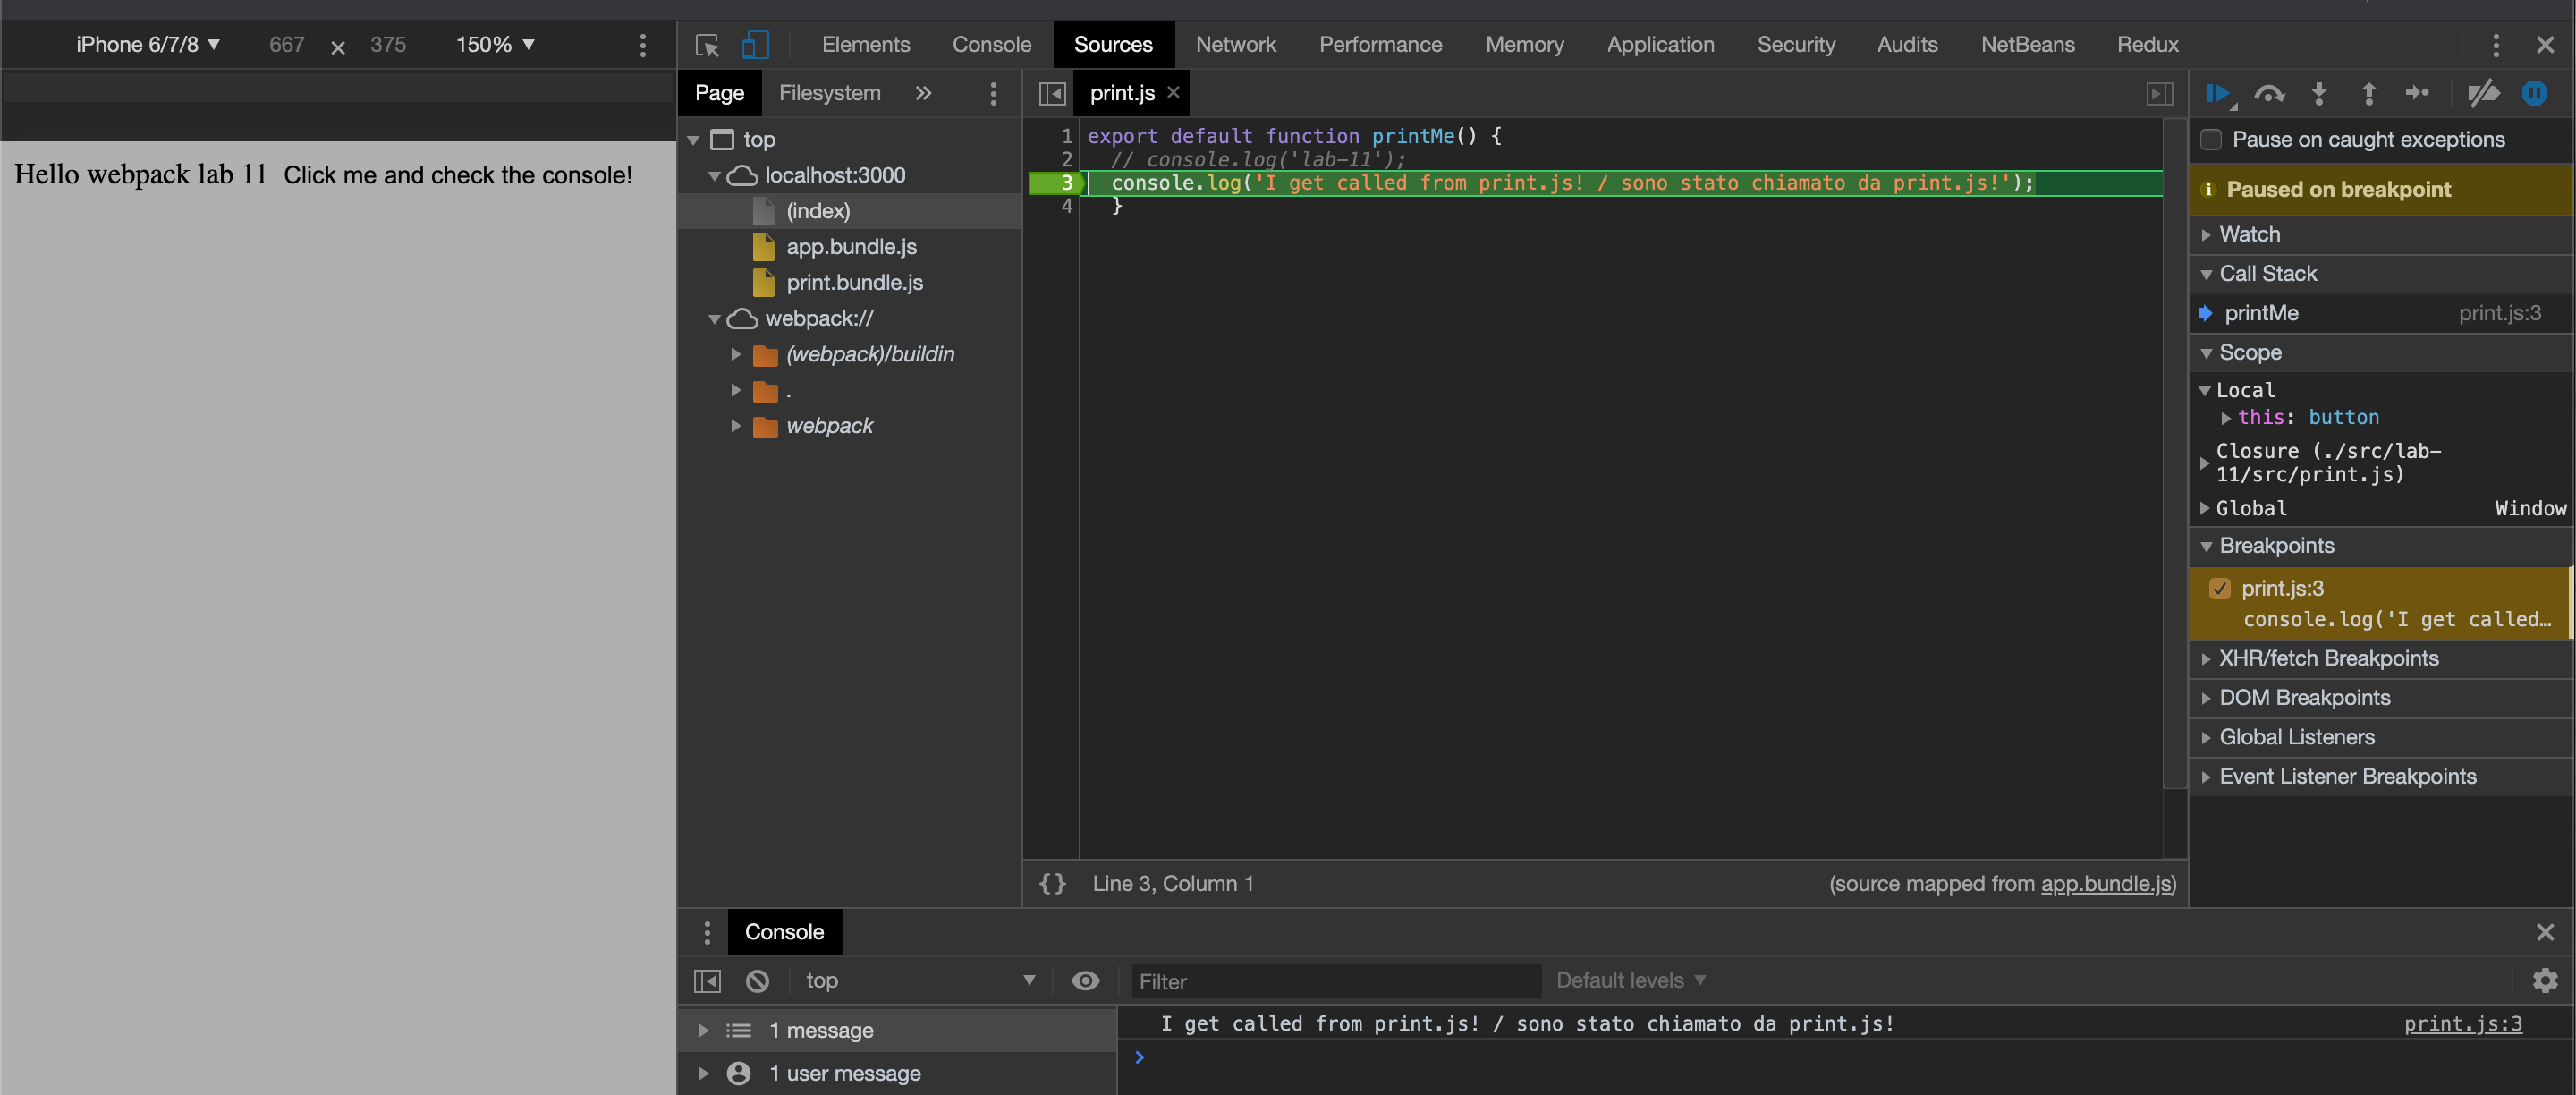 iPhone 6/7/8 ▼ 667 × 375 150% ▼
Elements Console Sources Network Performance Memory Application Security Audits NetBeans Redux
Hello webpack lab 11 Click me and check the console!
Page Filesystem »
top
localhost:3000
(index)
app.bundle.js
print.bundle.js
webpack://
(webpack)/buildin
.
webpack
print.js ×
1 export default function printMe() {
2 // console.log('lab-11');
3 console.log('I get called from print.js! / sono stato chiamato da print.js!');
4 }
{} Line 3, Column 1 (source mapped from app.bundle.js)
Pause on caught exceptions
Paused on breakpoint
Watch
Call Stack
printMe print.js:3
Scope
Local
this: button
Closure (./src/lab-
11/src/print.js)
Global Window
Breakpoints
print.js:3
console.log('I get called…
XHR/fetch Breakpoints
DOM Breakpoints
Global Listeners
Event Listener Breakpoints
Console
top ▼ Filter Default levels ▼
1 message
1 user message
I get called from print.js! / sono stato chiamato da print.js! print.js:3
>